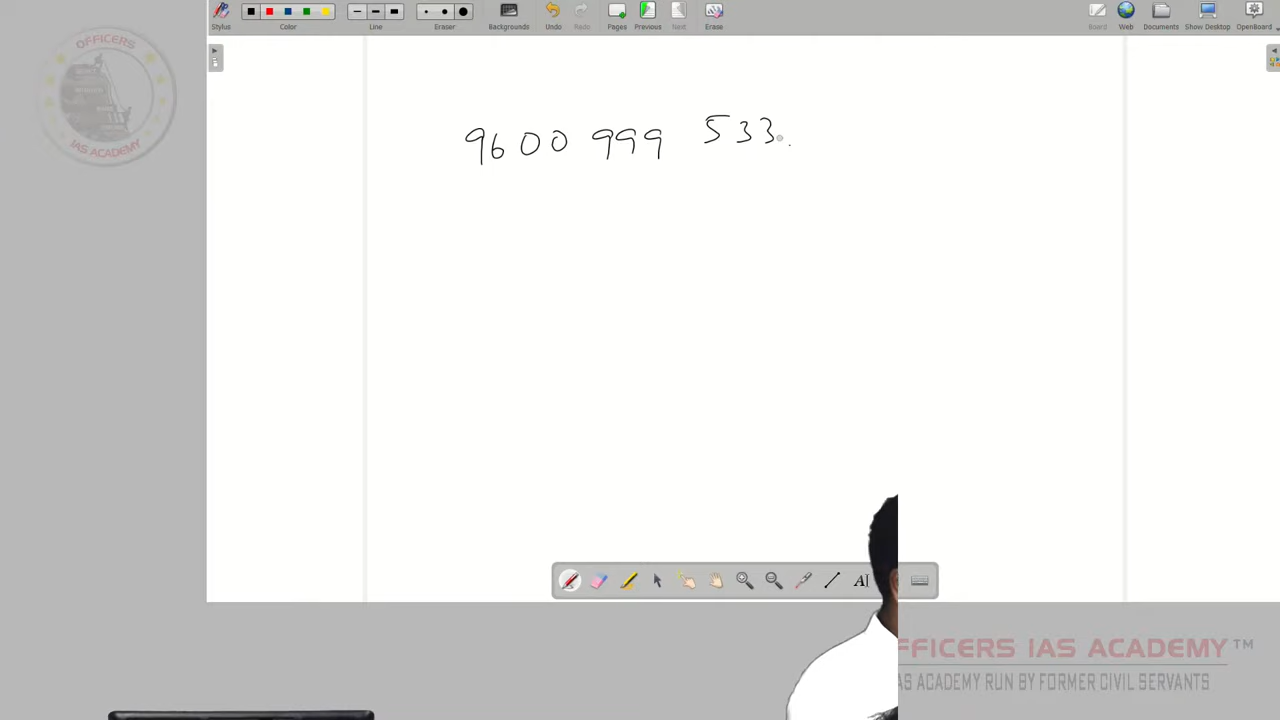 Stylus
Color
Line
Eraser
Backgrounds
Undo
Redo
Pages
Previous
Next
Erase
Board
Web
Documents
Show Desktop
OpenBoard
OFFICERS
IAS ACADEMY
9600 999 533
FFICERS IAS ACADEMY™
IAS ACADEMY RUN BY FORMER CIVIL SERVANTS